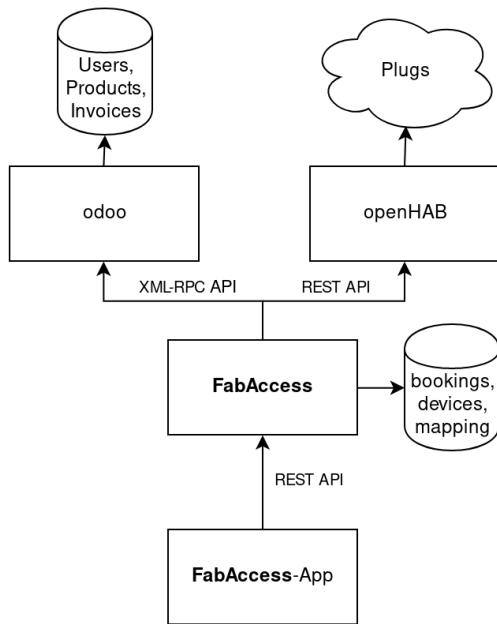 Users,
Products,
Invoices
Plugs
odoo
openHAB
XML-RPC API
REST API
FabAccess
bookings,
devices,
mapping
REST API
FabAccess-App